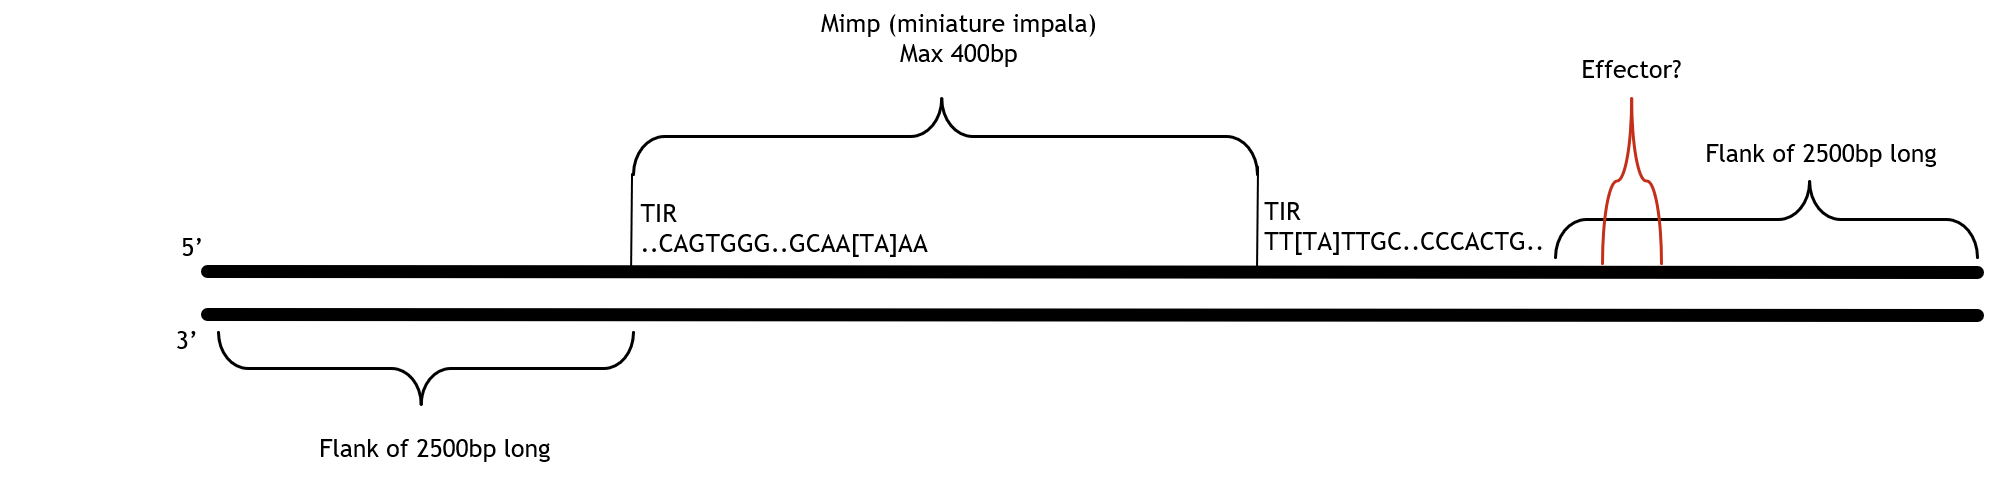 Mimp (miniature impala)
Max 400bp
Effector?
Flank of 2500bp long
TIR
..CAGTGGG..GCAA[TA]AA
TIR
TT[TA]TTGC..CCCACTG..
5’
3’
Flank of 2500bp long